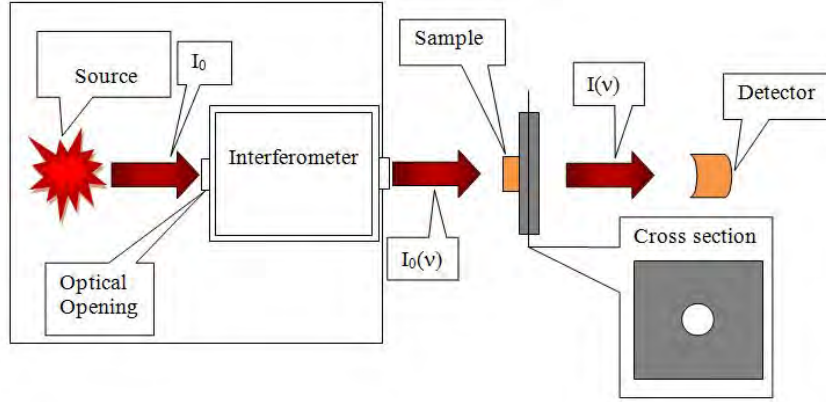 Source
I₀
Sample
I(ν)
Detector
Interferometer
I₀(ν)
Optical
Opening
Cross section